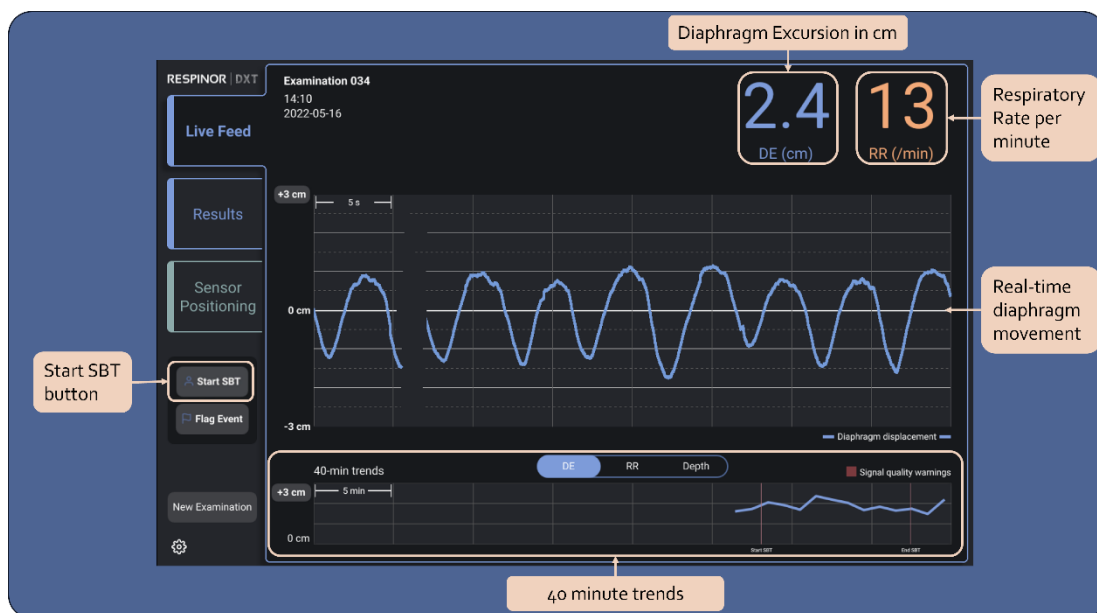 Diaphragm Excursion in cm
RESPINOR | DXT
Examination 034
14:10
2022-05-16
2.4
DE (cm)
13
RR (/min)
Respiratory
Rate per
minute
Live Feed
Results
Sensor
Positioning
+3 cm
5 s
0 cm
-3 cm
Real-time
diaphragm
movement
Start SBT
button
Start SBT
Flag Event
Diaphragm displacement
40-min trends
DE
RR
Depth
Signal quality warnings
+3 cm
5 min
0 cm
Start SBT
End SBT
New Examination
40 minute trends